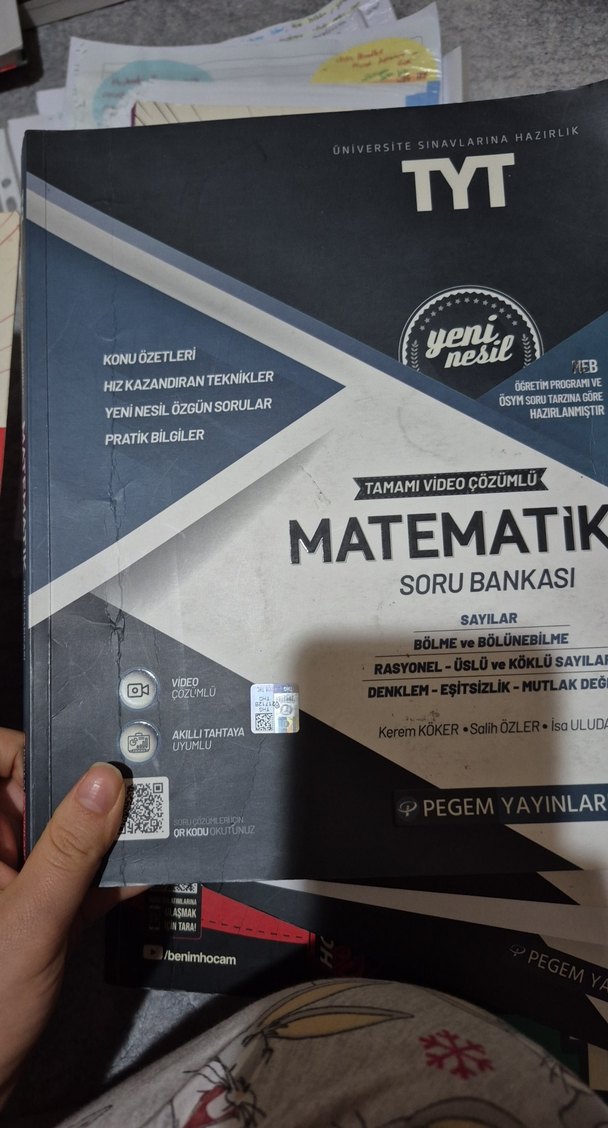 ÜNİVERSİTE SINAVLARINA HAZIRLIK
TYT
yeni
nesil
KONU ÖZETLERİ
HIZ KAZANDIRAN TEKNİKLER
YENİ NESİL ÖZGÜN SORULAR
PRATİK BİLGİLER
MEB
ÖĞRETİM PROGRAMI VE
ÖSYM SORU TARZINA GÖRE
HAZIRLANMIŞTIR
TAMAMI VİDEO ÇÖZÜMLÜ
MATEMATİK
SORU BANKASI
SAYILAR
BÖLME ve BÖLÜNEBİLME
RASYONEL - ÜSLÜ ve KÖKLÜ SAYILAR
DENKLEM - EŞİTSİZLİK - MUTLAK DEĞ
Kerem KÖKER • Salih ÖZLER • İsa ULUDA
VİDEO
ÇÖZÜMLÜ
AKILLI TAHTAYA
UYUMLU
SORU ÇÖZÜMLERİ İÇİN
QR KODU OKUTUNUZ
PEGEM YAYINLAR
ULAŞMAK
/benimhocam
PEGEM YA